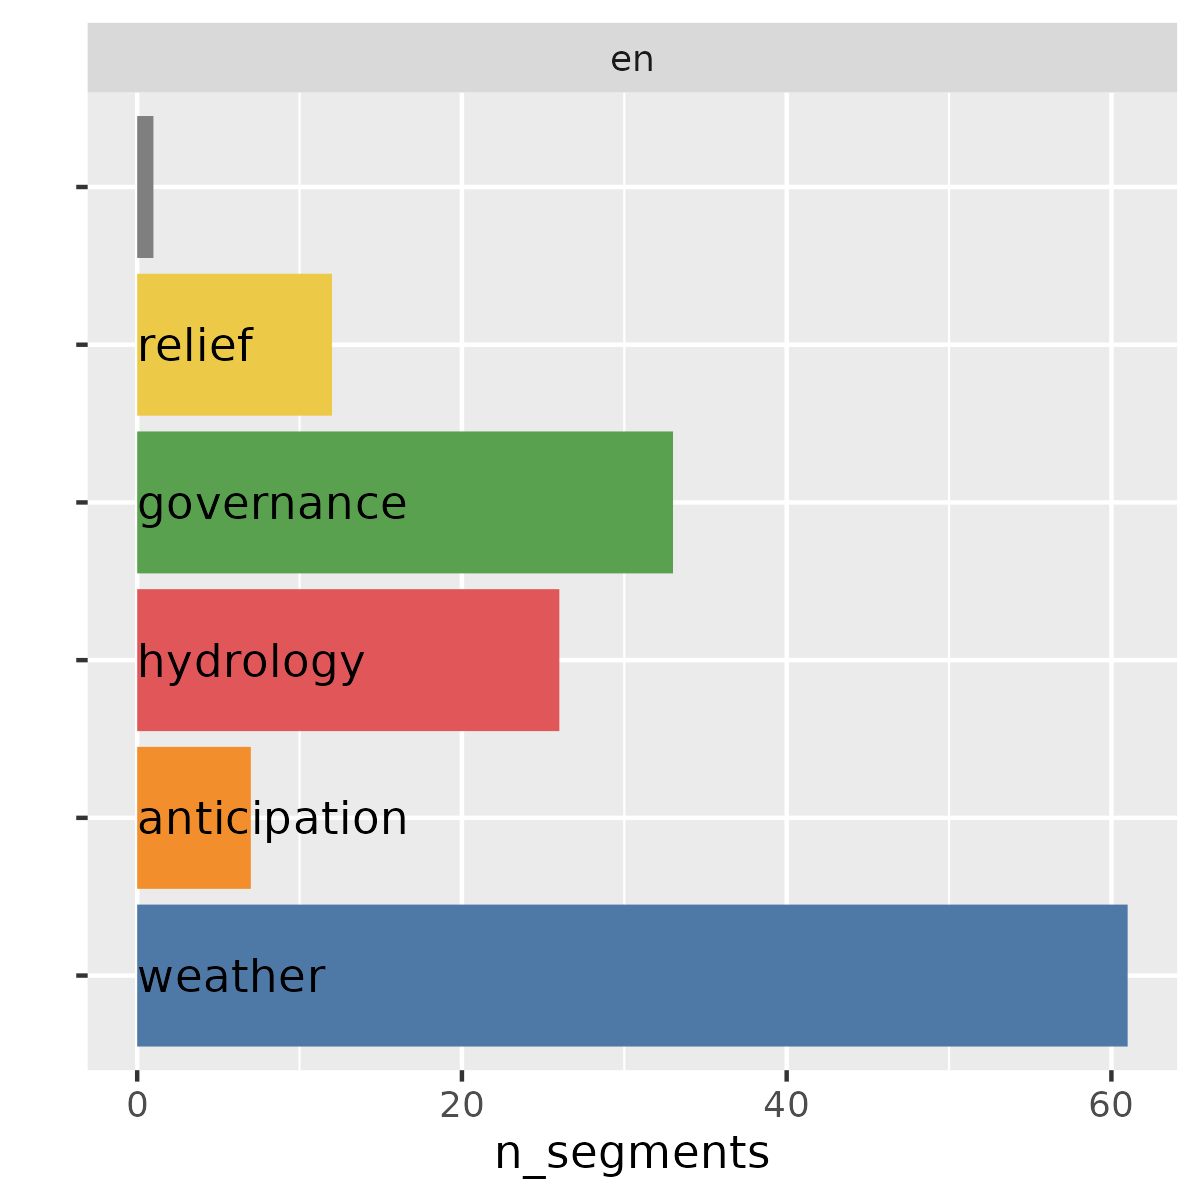 en
relief
governance
hydrology
anticipation
weather
0 20 40 60
n_segments